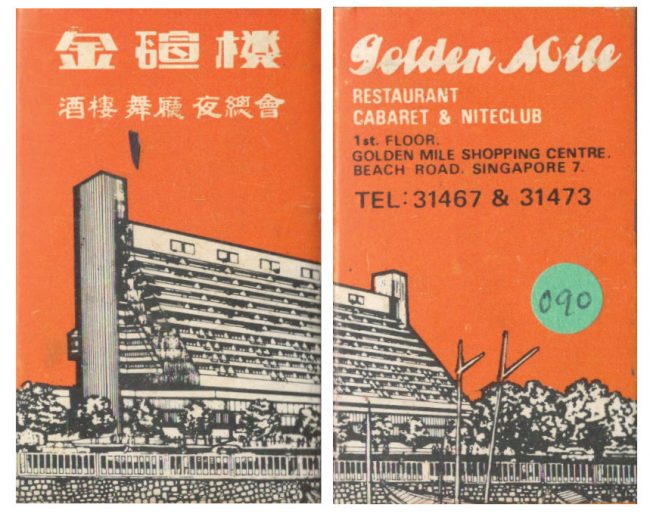 金碹樓
酒樓 舞廳 夜總會
Golden Mile
RESTAURANT
CABARET & NITECLUB
1st. FLOOR.
GOLDEN MILE SHOPPING CENTRE.
BEACH ROAD. SINGAPORE 7.
TEL: 31467 & 31473
090